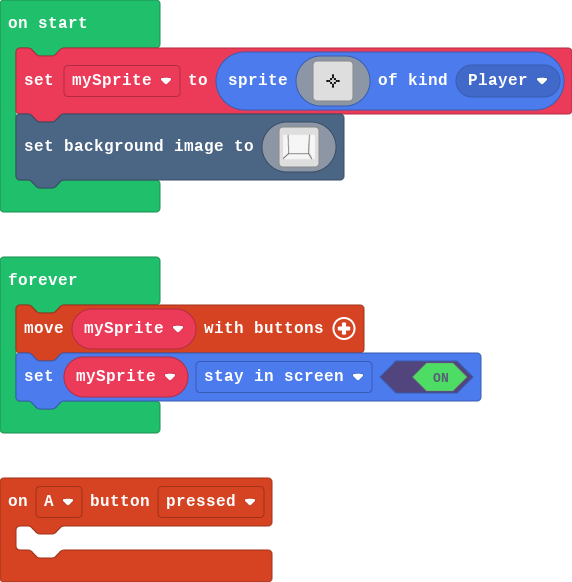 on start
set mySprite to sprite of kind Player
set background image to
forever
move mySprite with buttons
set mySprite stay in screen ON
on A button pressed